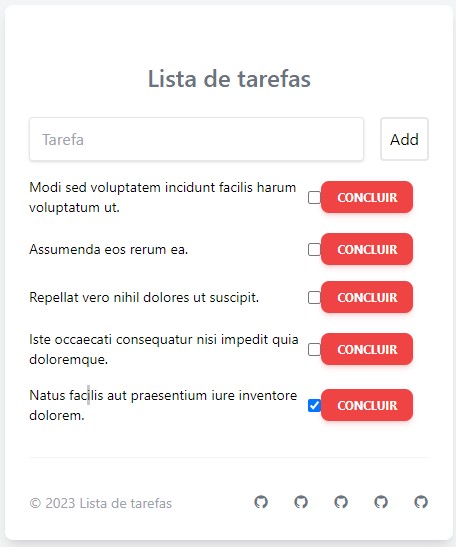 Lista de tarefas
Tarefa
Add
Modi sed voluptatem incidunt facilis harum
voluptatum ut.
CONCLUIR
Assumenda eos rerum ea.
CONCLUIR
Repellat vero nihil dolores ut suscipit.
CONCLUIR
Iste occaecati consequatur nisi impedit quia
doloremque.
CONCLUIR
Natus facilis aut praesentium iure inventore
dolorem.
CONCLUIR
© 2023 Lista de tarefas